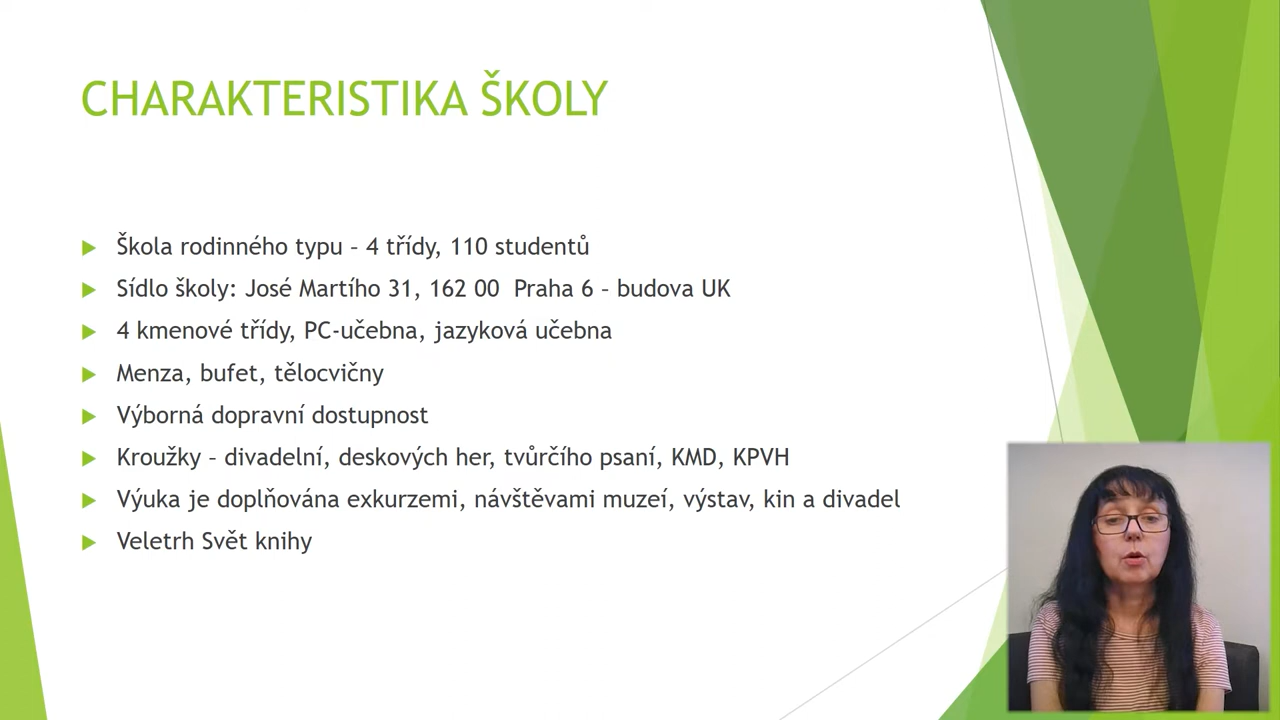 CHARAKTERISTIKA ŠKOLY
Škola rodinného typu – 4 třídy, 110 studentů
Sídlo školy: José Martího 31, 162 00  Praha 6 – budova UK
4 kmenové třídy, PC-učebna, jazyková učebna
Menza, bufet, tělocvičny
Výborná dopravní dostupnost
Kroužky – divadelní, deskových her, tvůrčího psaní, KMD, KPVH
Výuka je doplňována exkurzemi, návštěvami muzeí, výstav, kin a divadel
Veletrh Svět knihy